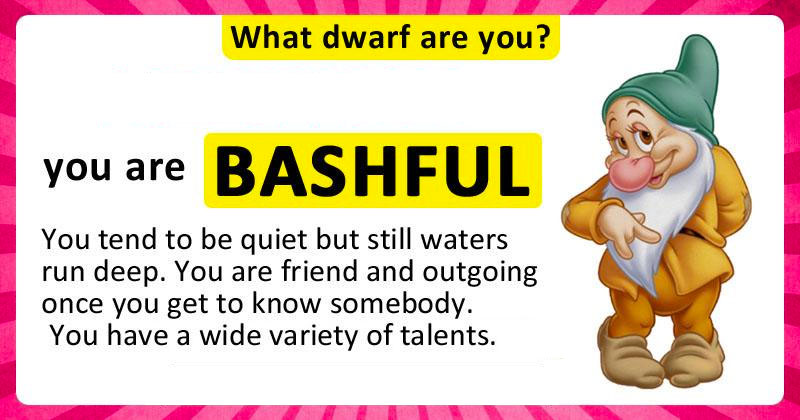 What dwarf are you?
you are BASHFUL
You tend to be quiet but still waters
run deep. You are friend and outgoing
once you get to know somebody.
You have a wide variety of talents.